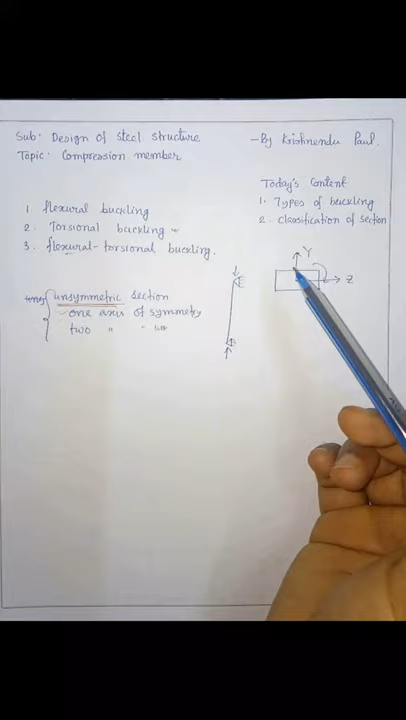 Sub: Design of steel structure
-By Krishnendu Paul.
Topic: Compression member
Today's Content
1. Types of buckling
2. Classification of section
1 flexural buckling
2. Torsional buckling
3. flexural-torsional buckling.
Y
Z
unsymmetric section
one axis of symmetry
two " "